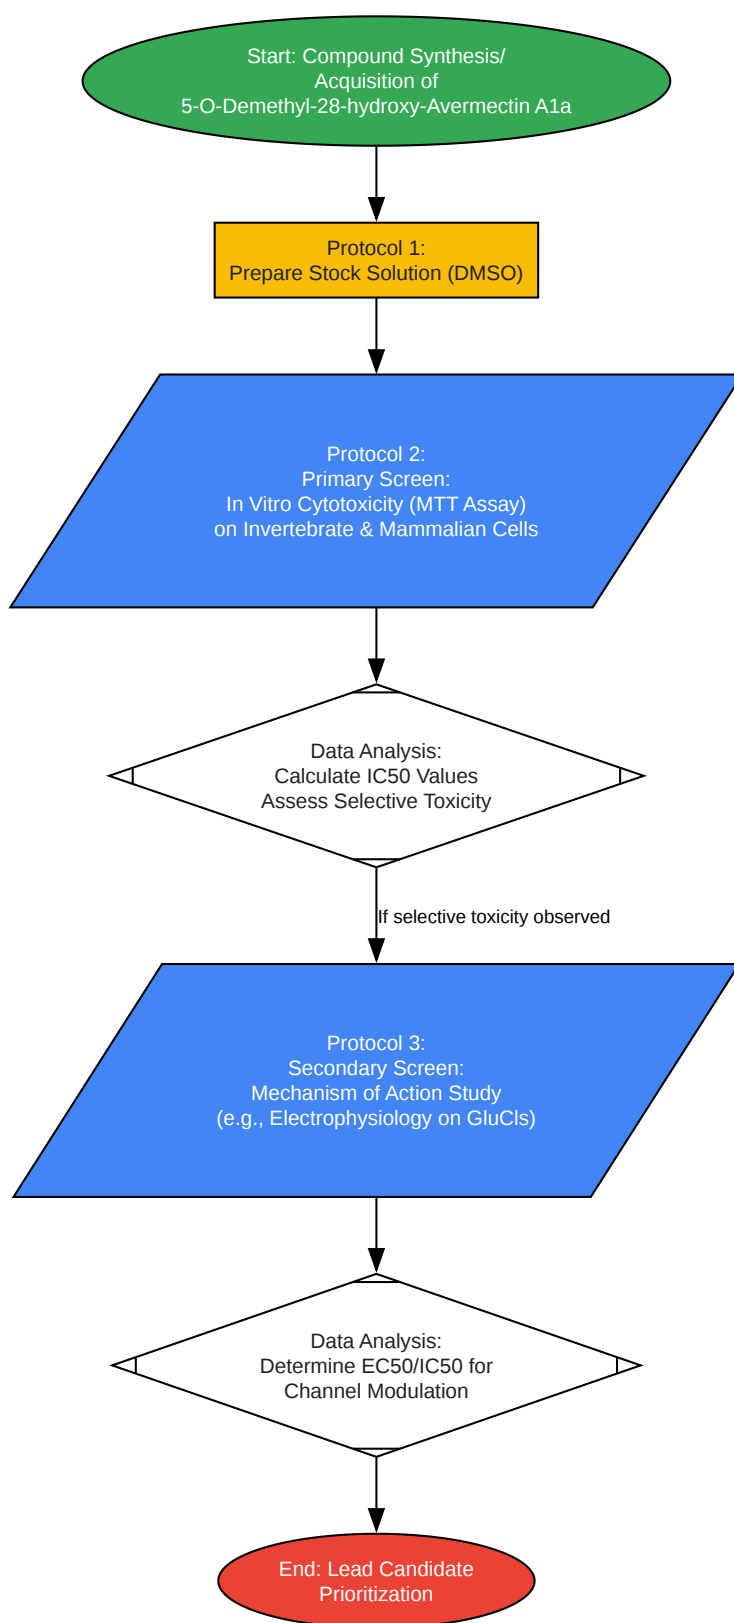 Start: Compound Synthesis/
Acquisition of
5-O-Demethyl-28-hydroxy-Avermectin A1a
Protocol 1:
Prepare Stock Solution (DMSO)
Protocol 2:
Primary Screen:
In Vitro Cytotoxicity (MTT Assay)
on Invertebrate & Mammalian Cells
Data Analysis:
Calculate IC50 Values
Assess Selective Toxicity
If selective toxicity observed
Protocol 3:
Secondary Screen:
Mechanism of Action Study
(e.g., Electrophysiology on GluCls)
Data Analysis:
Determine EC50/IC50 for
Channel Modulation
End: Lead Candidate
Prioritization